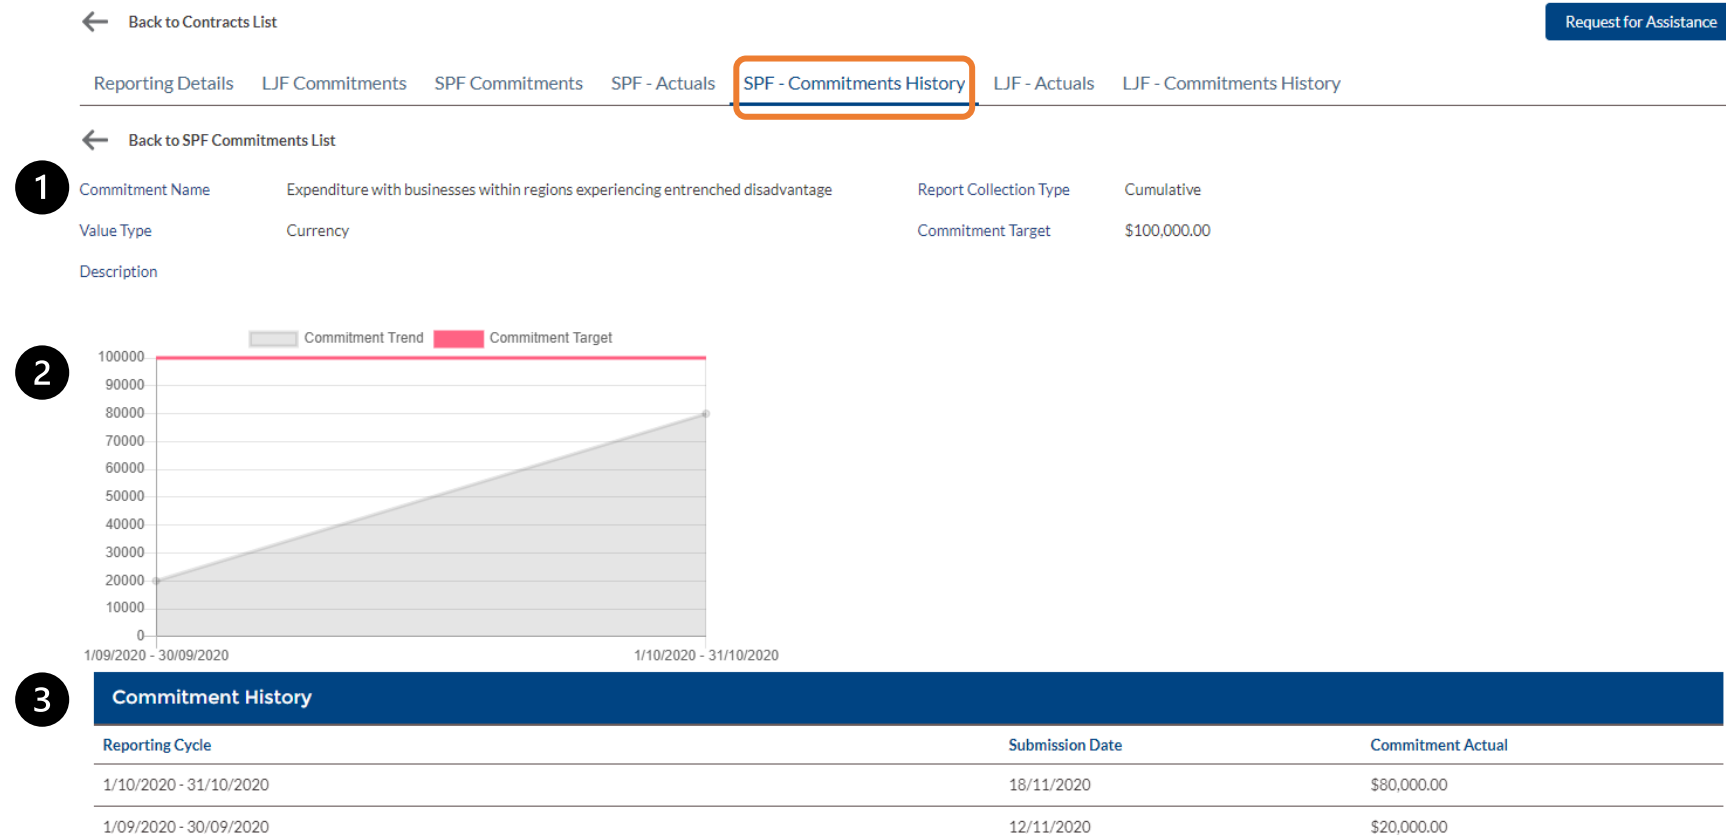 Back to Contracts List
Request for Assistance
Reporting Details LJF Commitments SPF Commitments SPF - Actuals SPF - Commitments History LJF - Actuals LJF - Commitments History
Back to SPF Commitments List
1 Commitment Name Expenditure with businesses within regions experiencing entrenched disadvantage Report Collection Type Cumulative
Value Type Currency Commitment Target $100,000.00
Description
Commitment Trend Commitment Target
2
100000
90000
80000
70000
60000
50000
40000
30000
20000
10000
0
1/09/2020 - 30/09/2020 1/10/2020 - 31/10/2020
3 Commitment History
Reporting Cycle Submission Date Commitment Actual
1/10/2020 - 31/10/2020 18/11/2020 $80,000.00
1/09/2020 - 30/09/2020 12/11/2020 $20,000.00